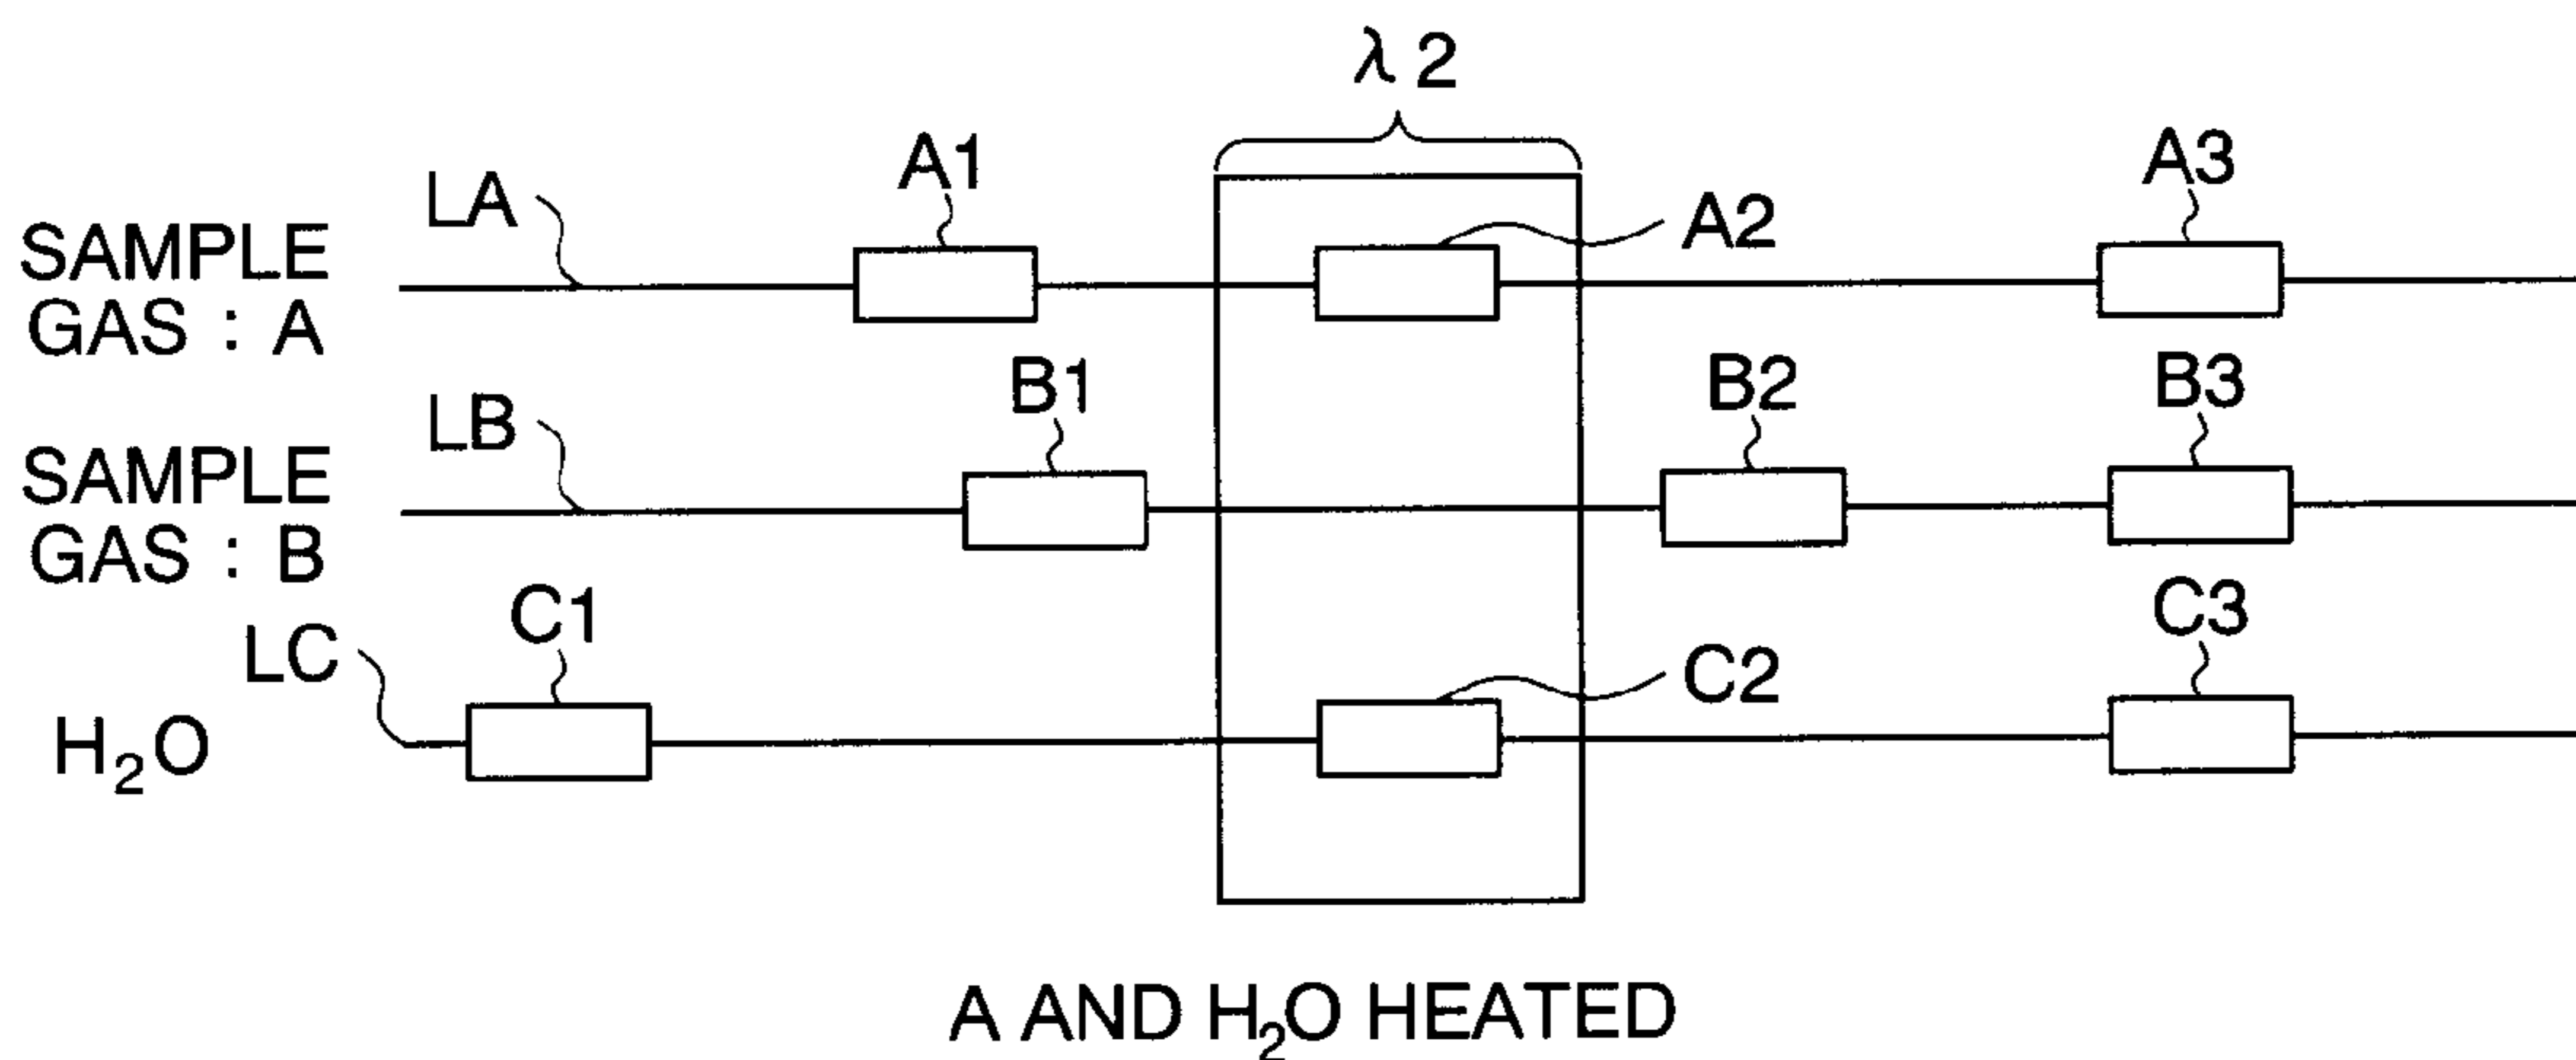 λ 2
A1
A3
LA
A2
SAMPLE
GAS : A
B1
B2
B3
LB
SAMPLE
GAS : B
C1
C3
LC
C2
H₂O
A AND H₂O HEATED